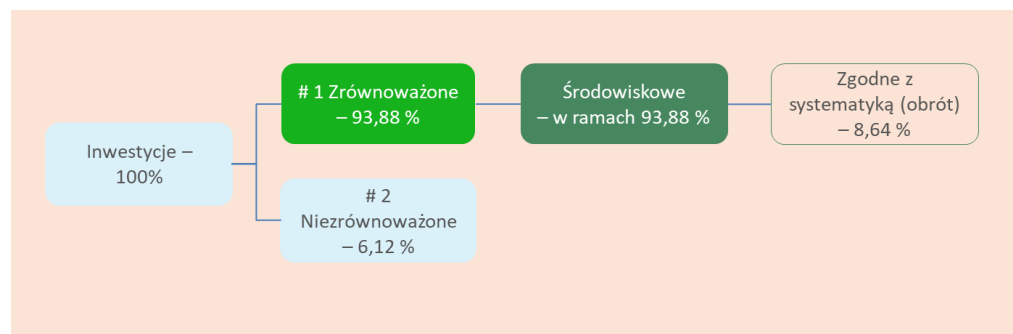 Inwestycje –
100%
# 1 Zrównoważone
– 93,88 %
# 2
Niezrównoważone
– 6,12 %
Środowiskowe
– w ramach 93,88 %
Zgodne z
systematyką (obrót)
– 8,64 %